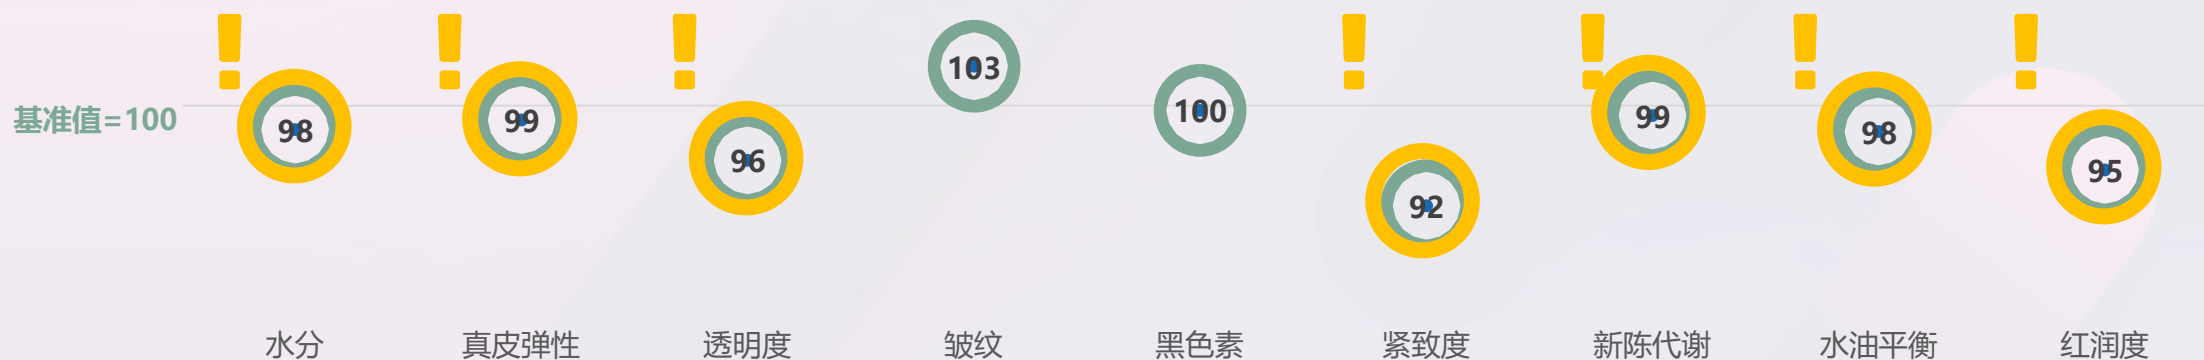 ! ! ! ! ! ! !
103
100
基准值=100
98 99 96 92 99 98 95
水分 真皮弹性 透明度 皱纹 黑色素 紧致度 新陈代谢 水油平衡 红润度